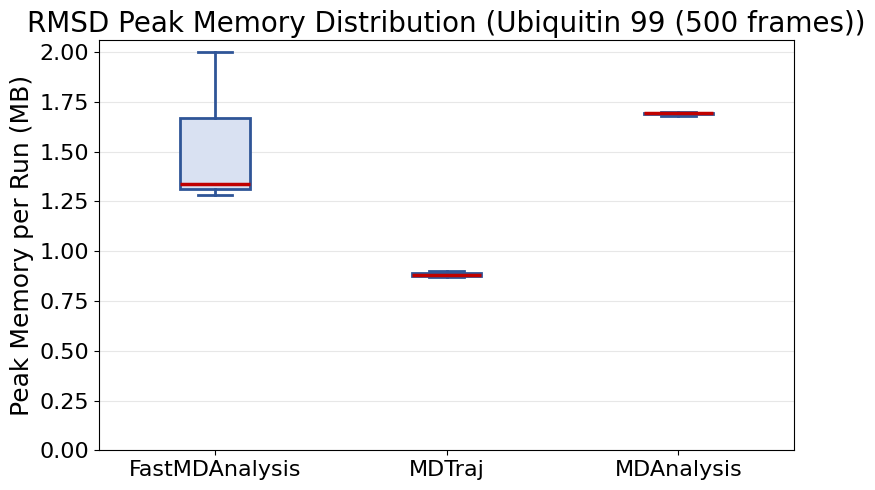 RMSD Peak Memory Distribution (Ubiquitin 99 (500 frames))
Peak Memory per Run (MB)
2.00
1.75
1.50
1.25
1.00
0.75
0.50
0.25
0.00
FastMDAnalysis
MDTraj
MDAnalysis